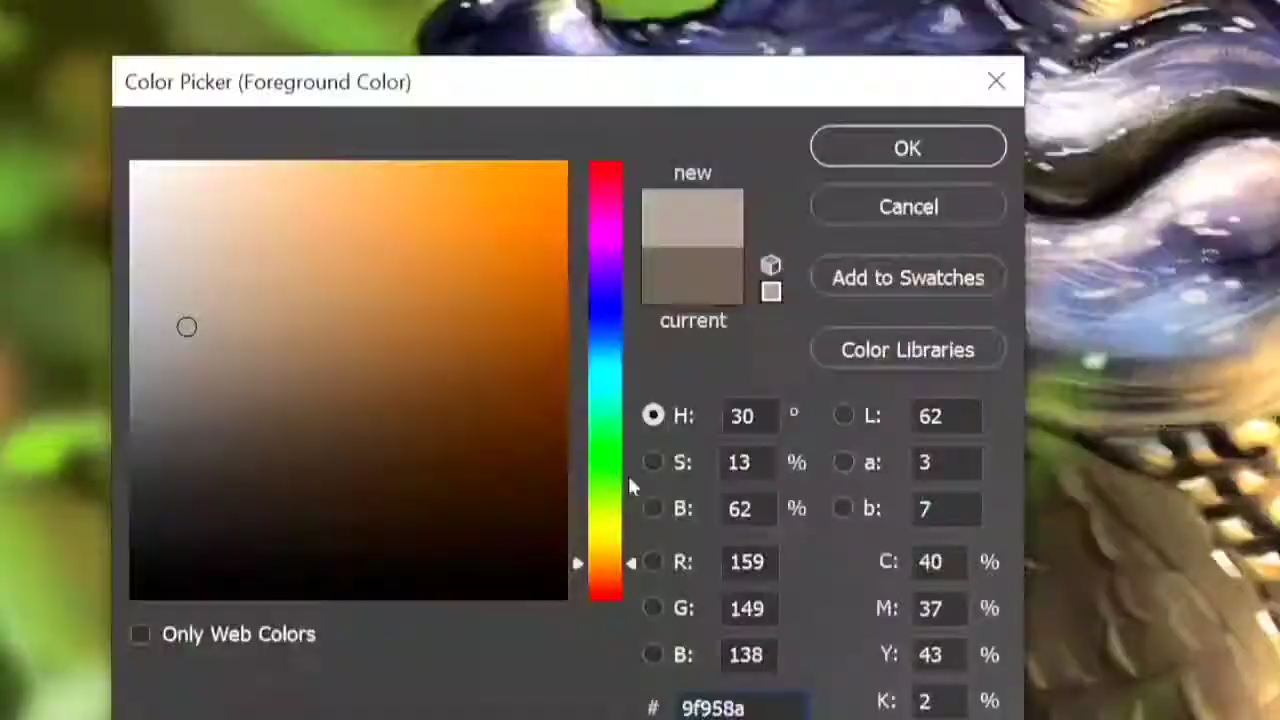 Color Picker (Foreground Color)
new
current
OK
Cancel
Add to Swatches
Color Libraries
H: 30 °
S: 13 %
B: 62 %
R: 159
G: 149
B: 138
# 9f958a
L: 62
a: 3
b: 7
C: 40 %
M: 37 %
Y: 43 %
K: 2 %
Only Web Colors